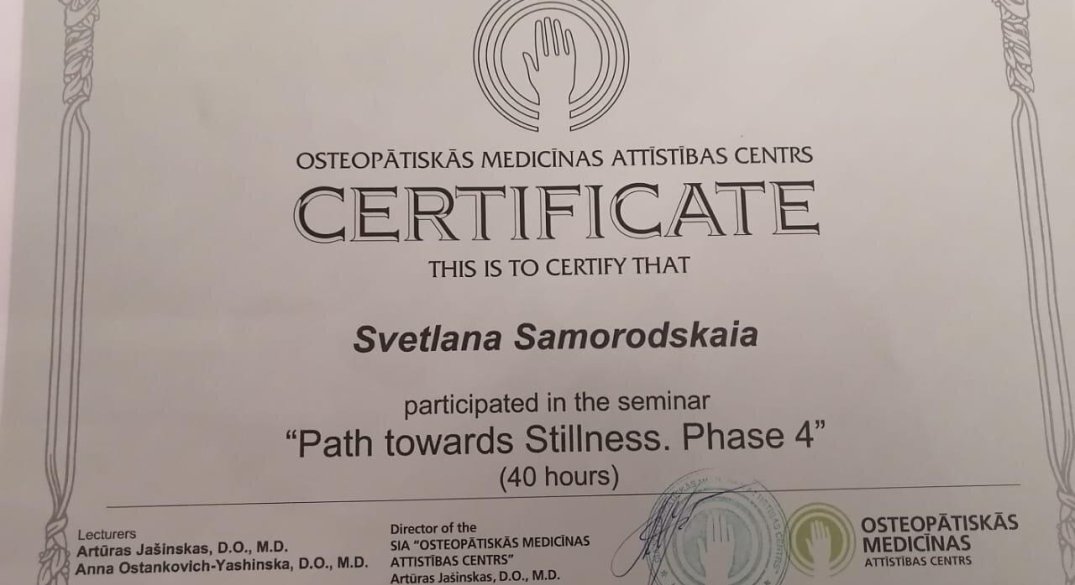 OSTEOPĀTISKĀS MEDICĪNAS ATTĪSTĪBAS CENTRS
CERTIFICATE
THIS IS TO CERTIFY THAT
Svetlana Samorodskaia
participated in the seminar
“Path towards Stillness. Phase 4”
(40 hours)
Lecturers
Artūras Jašinskas, D.O., M.D.
Anna Ostankovich-Yashinska, D.O., M.D.
Director of the
SIA “OSTEOPĀTISKĀS MEDICĪNAS
ATTĪSTĪBAS CENTRS”
Artūras Jašinskas, D.O., M.D.
OSTEOPĀTISKĀS
MEDICĪNAS
ATTĪSTĪBAS CENTRS